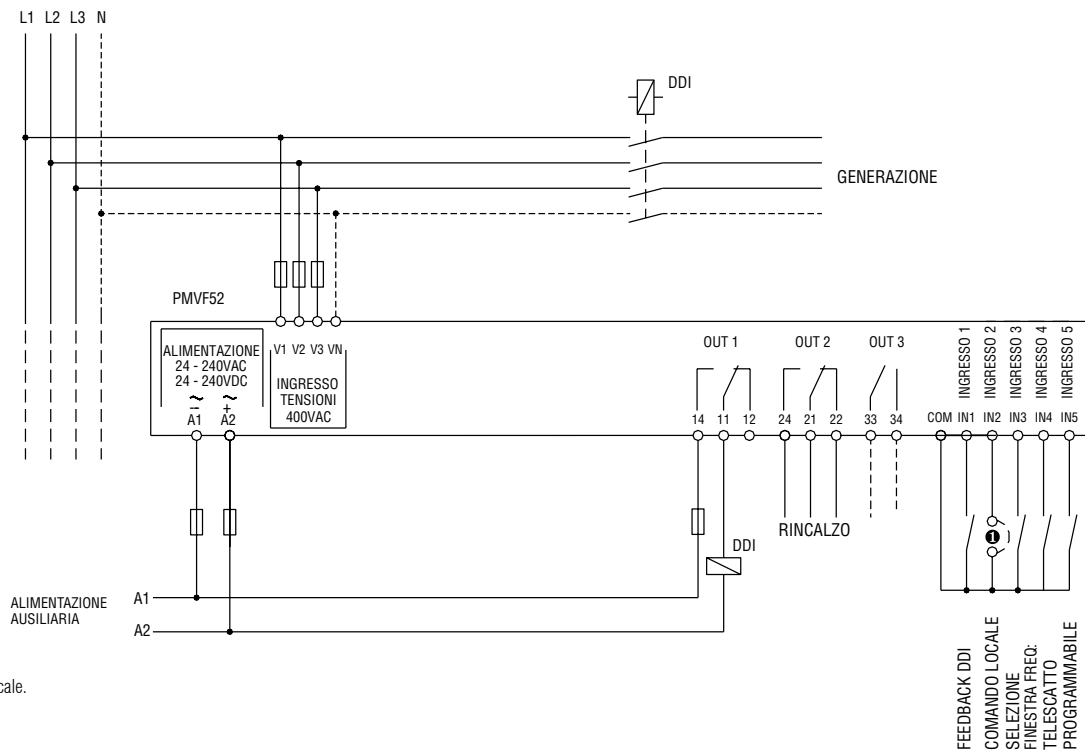 L1 L2 L3 N
DDI
GENERAZIONE
PMVF52
ALIMENTAZIONE
24 - 240VAC
24 - 240VDC
~ ~
– +
A1 A2
V1 V2 V3 VN
INGRESSO
TENSIONI
400VAC
OUT 1 OUT 2 OUT 3
INGRESSO 1
INGRESSO 2
INGRESSO 3
INGRESSO 4
INGRESSO 5
14 11 12 24 21 22 33 34 COM IN1 IN2 IN3 IN4 IN5
RINCALZO
DDI
1
ALIMENTAZIONE
AUSILIARIA
A1
A2
FEEDBACK DDI
COMANDO LOCALE
SELEZIONE
FINESTRA FREQ:
TELESCATTO
PROGRAMMABILE
cale.